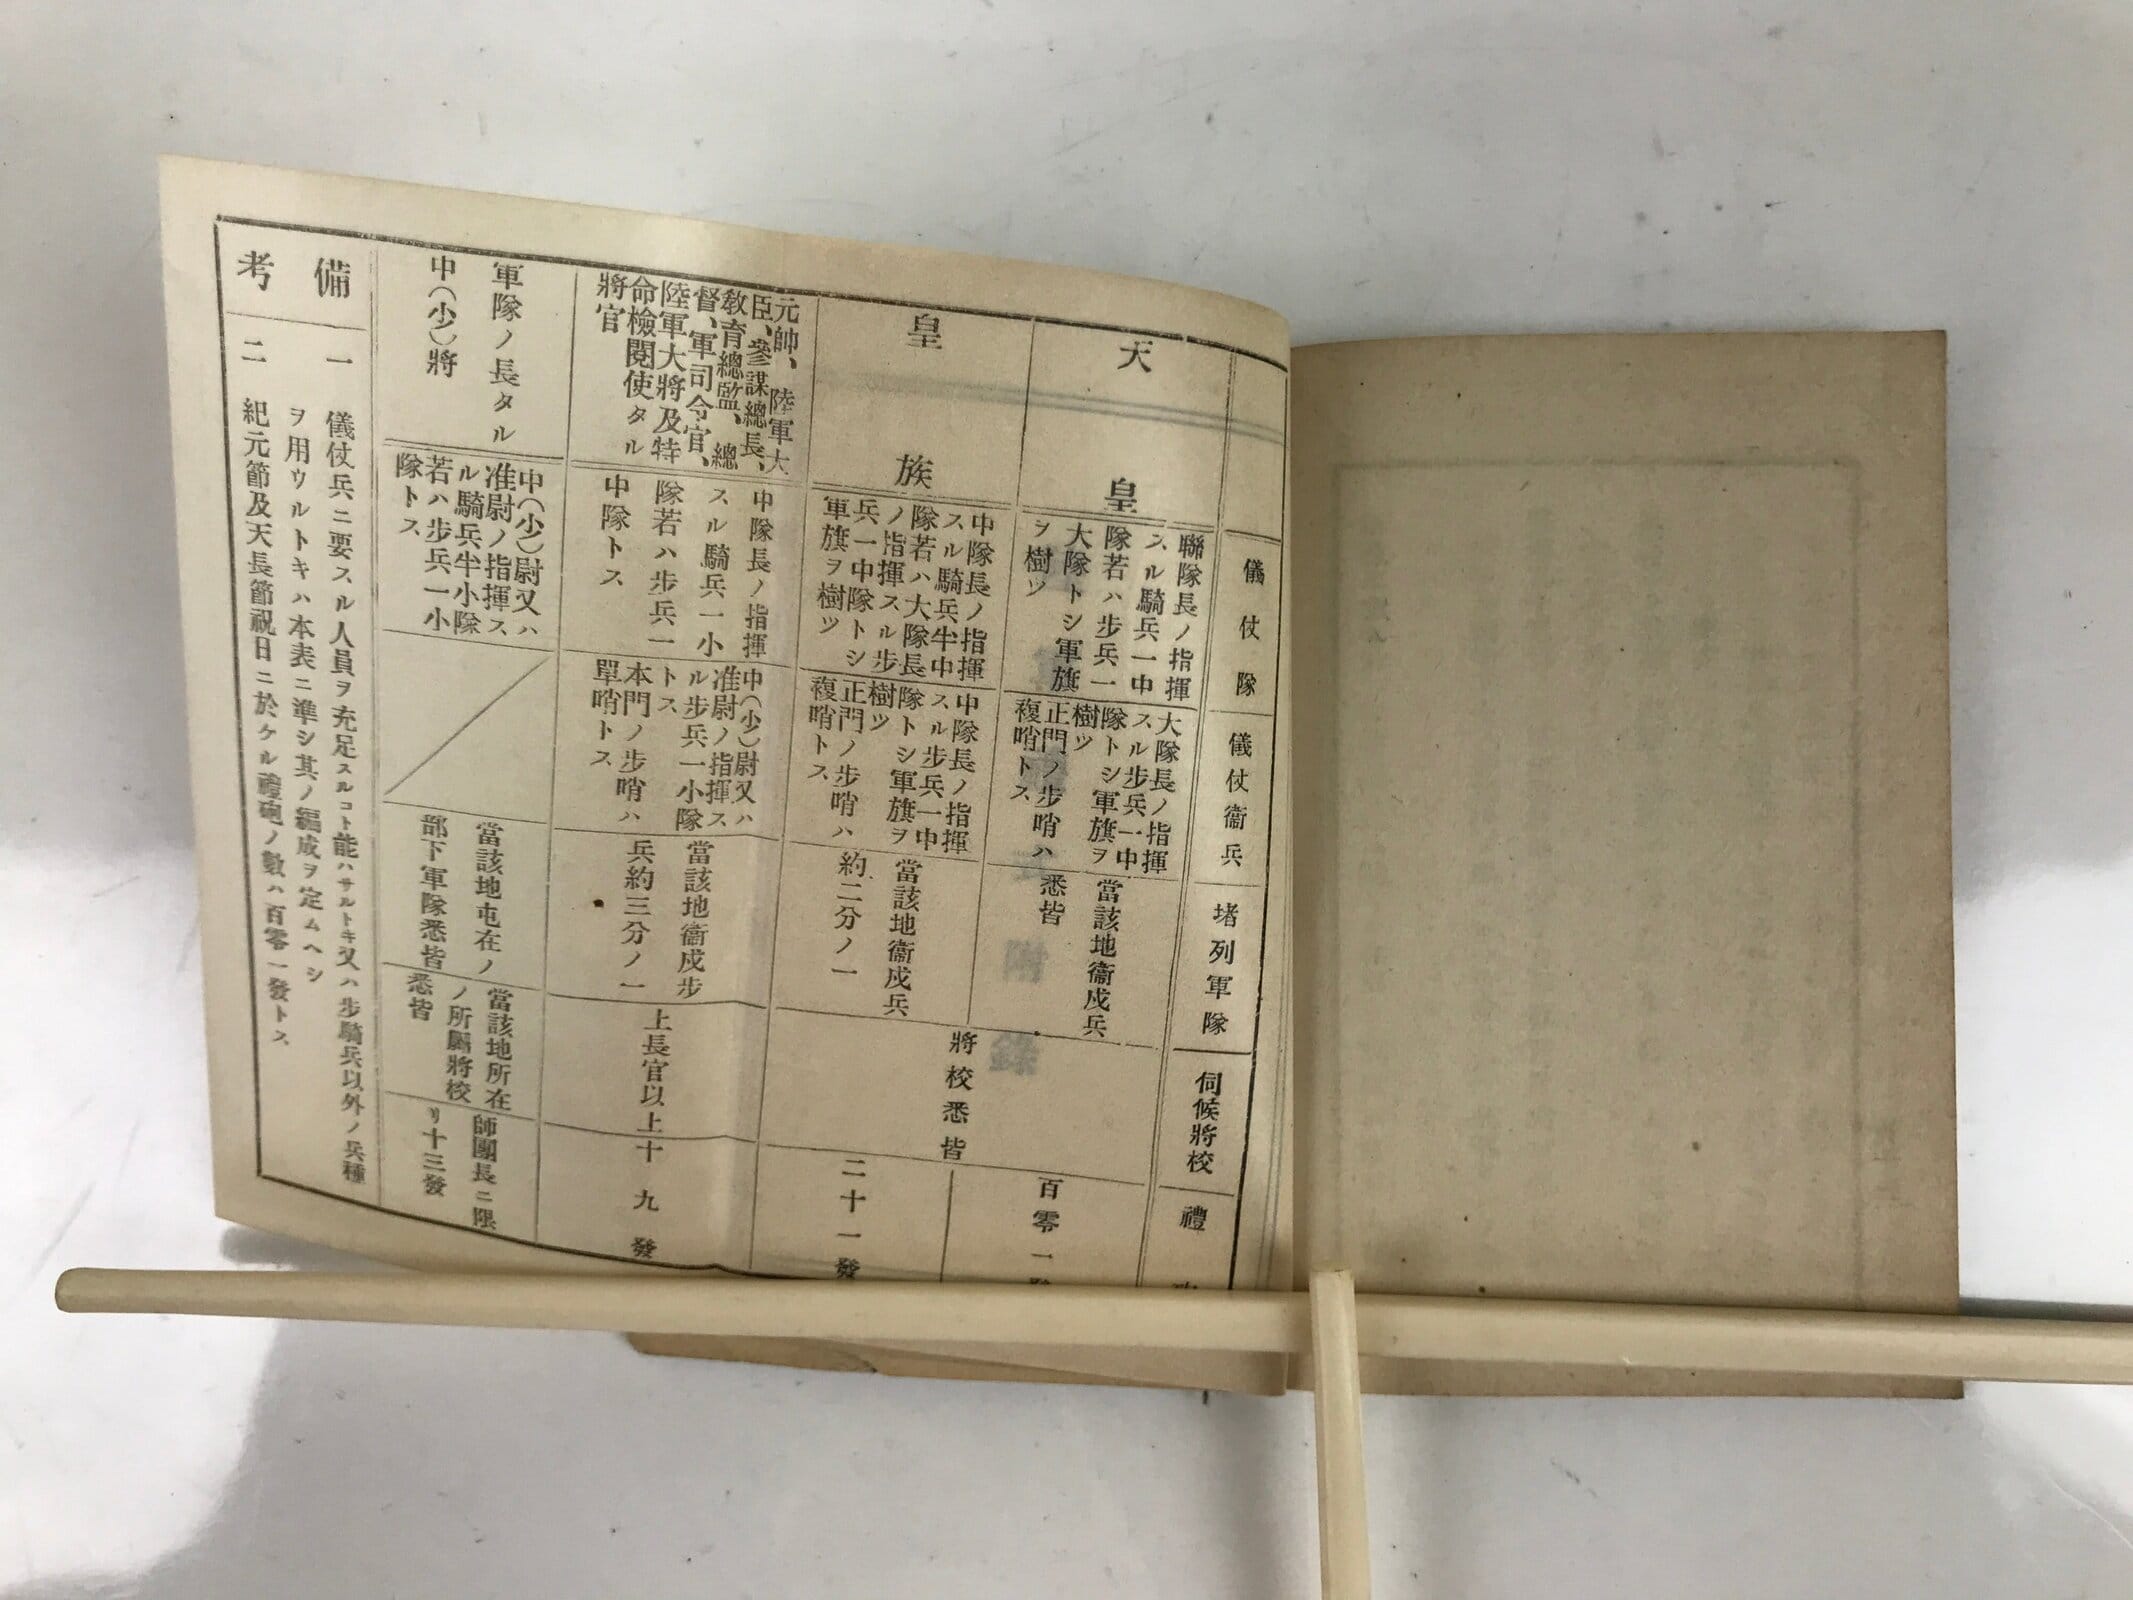 儀仗隊
儀仗衞兵
堵列軍隊
伺候將校
禮
天皇
聯隊長ノ指揮
スル騎兵一中
隊若ハ步兵一
大隊トシ軍旗
ヲ樹ツ
大隊長ノ指揮
スル步兵一中
隊トシ軍旗ヲ
樹ツ
正門ノ步哨ハ
複哨トス
當該地衞戍兵
悉皆
將校悉皆
百零一
皇族
中隊長ノ指揮
スル騎兵半中
隊若ハ大隊長
ノ指揮スル步
兵一中隊トシ
軍旗ヲ樹ツ
中隊長ノ指揮
スル步兵一中
隊トシ軍旗ヲ
樹ツ
正門ノ步哨ハ
複哨トス
當該地衞戍兵
約二分ノ一
二十一發
元帥、陸軍大
臣、參謀總長、
敎育總監、總
督、軍司令官、
陸軍大將及特
命檢閱使タル
將官
中隊長ノ指揮
スル騎兵一小
隊若ハ步兵一
中隊トス
中(少)尉又ハ
准尉ノ指揮ス
ル步兵一小隊
トス
本門ノ步哨ハ
單哨トス
當該地衞戍步
兵約三分ノ一
上長官以上
十九發
軍隊ノ長タル
中(少)將
中(少)尉又ハ
准尉ノ指揮ス
ル騎兵半小隊
若ハ步兵一小
隊トス
當該地屯在ノ
部下軍隊悉皆
當該地所在
ノ所屬將校
悉皆
師團長ニ限
リ十三發
備考
一 儀仗兵ニ要スル人員ヲ充足スルコト能ハサルトキ又ハ步騎兵以外ノ兵種
ヲ用ウルトキハ本表ニ準シ其ノ編成ヲ定ムヘシ
二 紀元節及天長節祝日ニ於ケル禮砲ノ數ハ百零一發トス